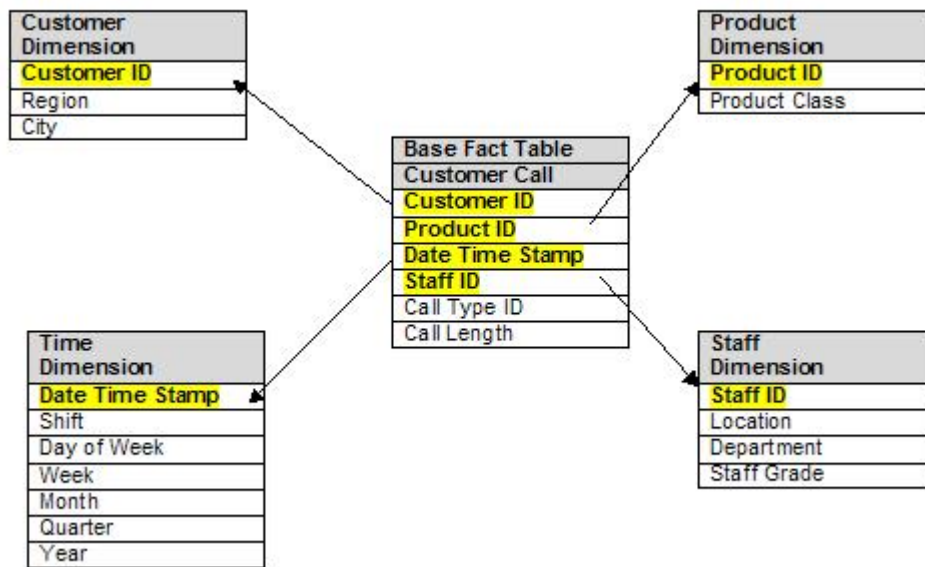 Customer
Dimension
Customer ID
Region
City
Product
Dimension
Product ID
Product Class
Base Fact Table
Customer Call
Customer ID
Product ID
Date Time Stamp
Staff ID
Call Type ID
Call Length
Time
Dimension
Date Time Stamp
Shift
Day of Week
Week
Month
Quarter
Year
Staff
Dimension
Staff ID
Location
Department
Staff Grade